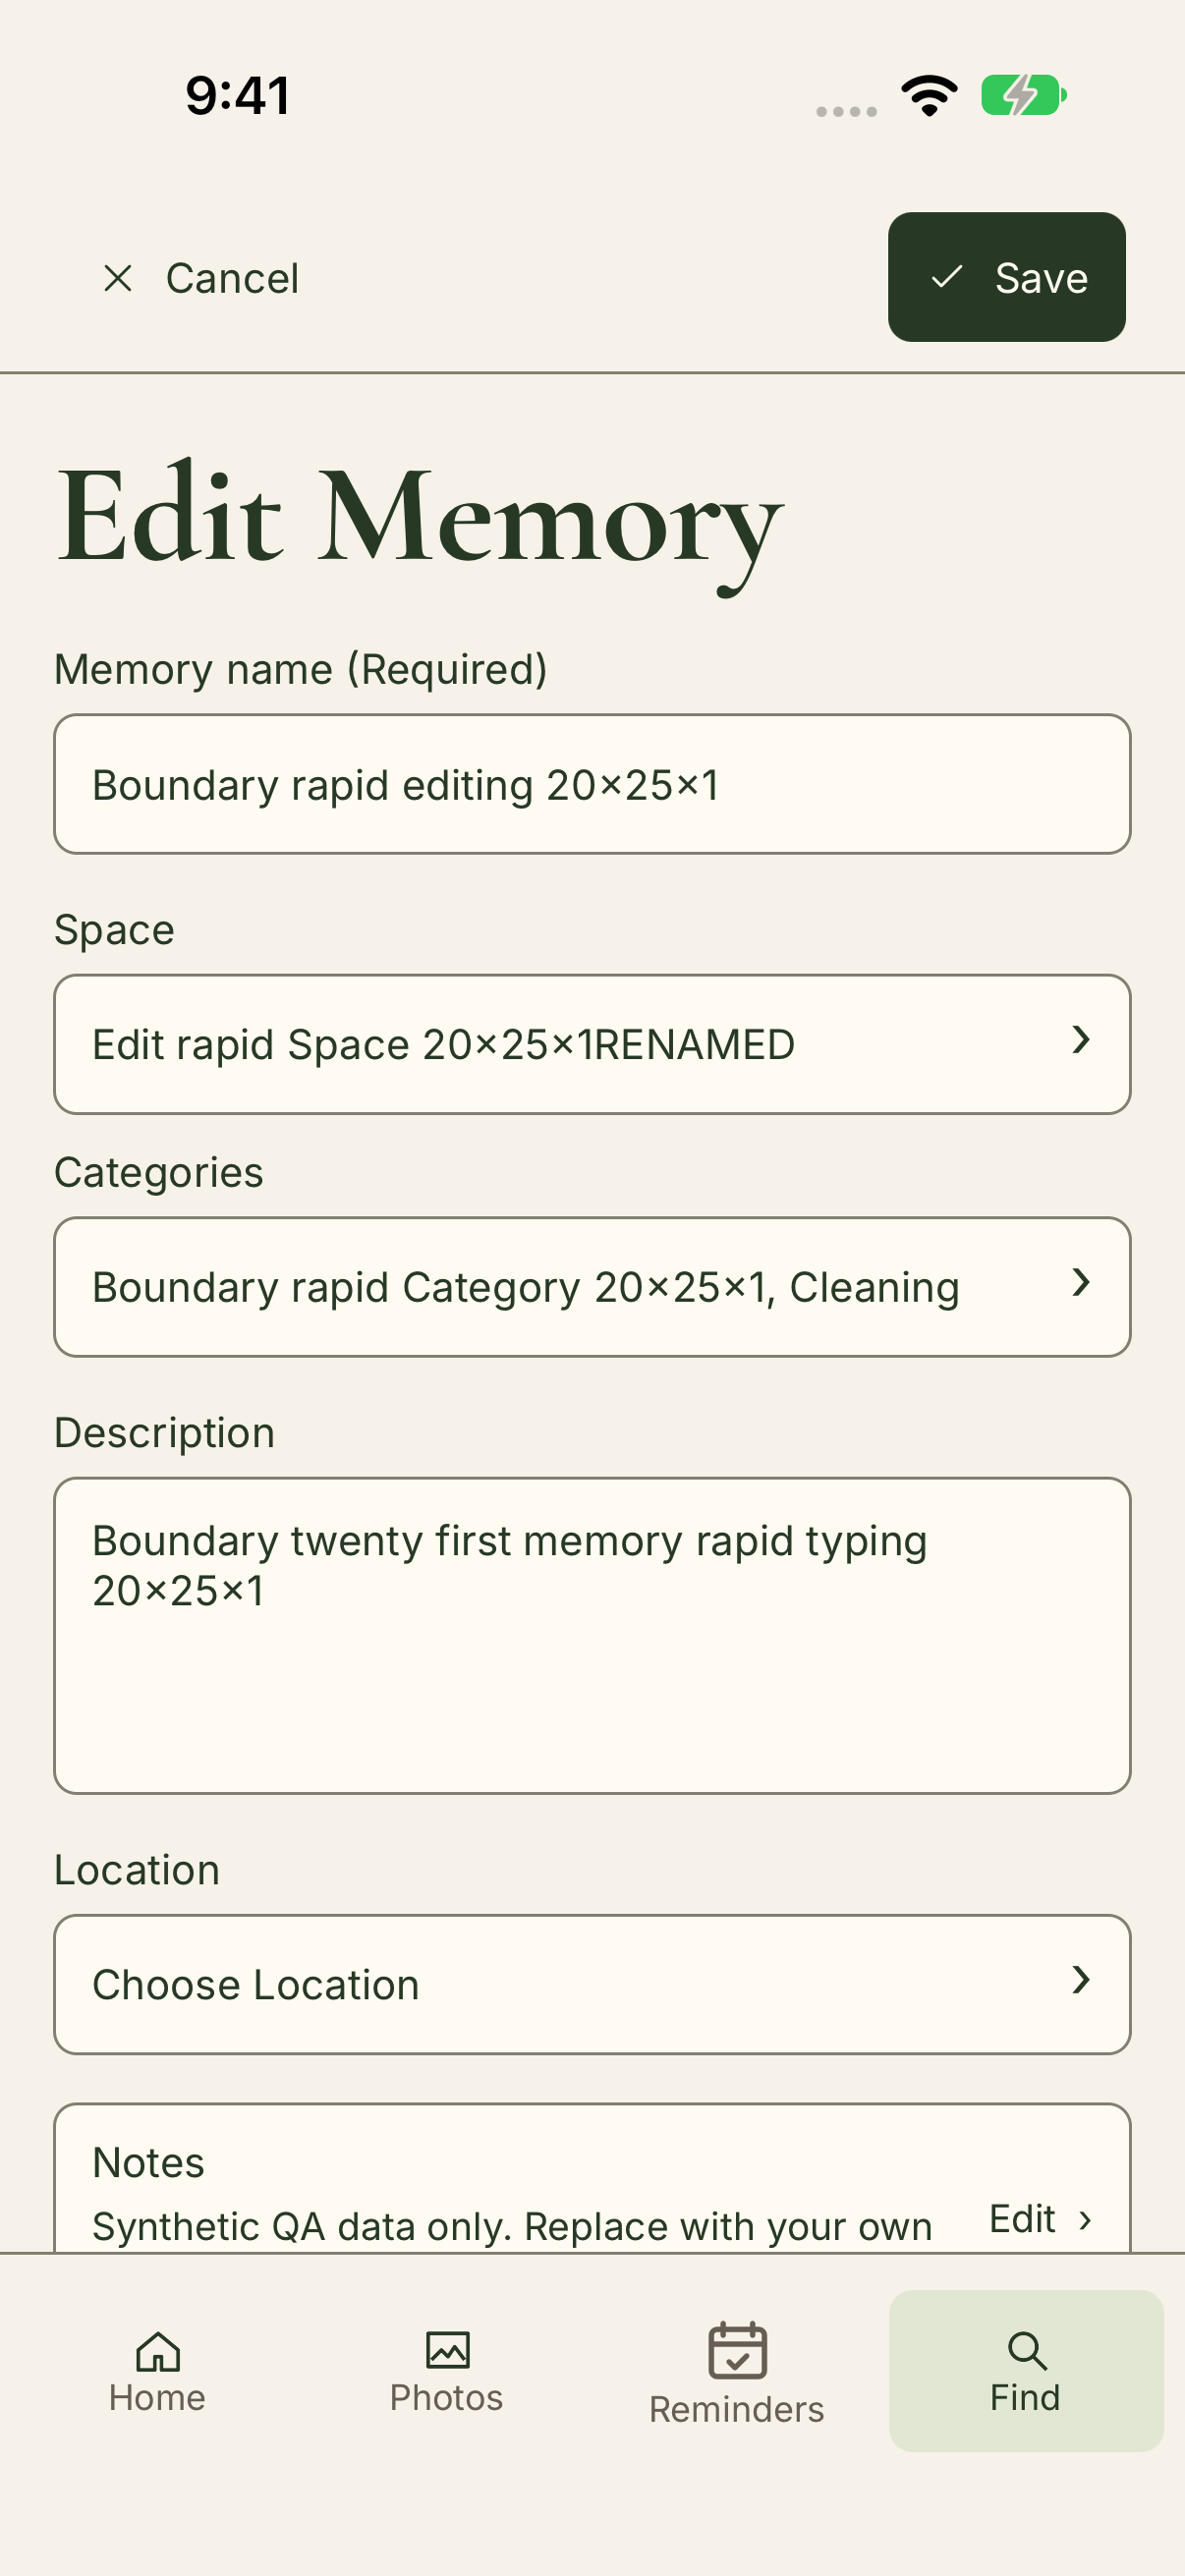 9:41
Cancel
Save
Edit Memory
Memory name (Required)
Boundary rapid editing 20×25×1
Space
Edit rapid Space 20×25×1RENAMED
Categories
Boundary rapid Category 20×25×1, Cleaning
Description
Boundary twenty first memory rapid typing
20×25×1
Location
Choose Location
Notes
Synthetic QA data only. Replace with your own
Edit
Home
Photos
Reminders
Find